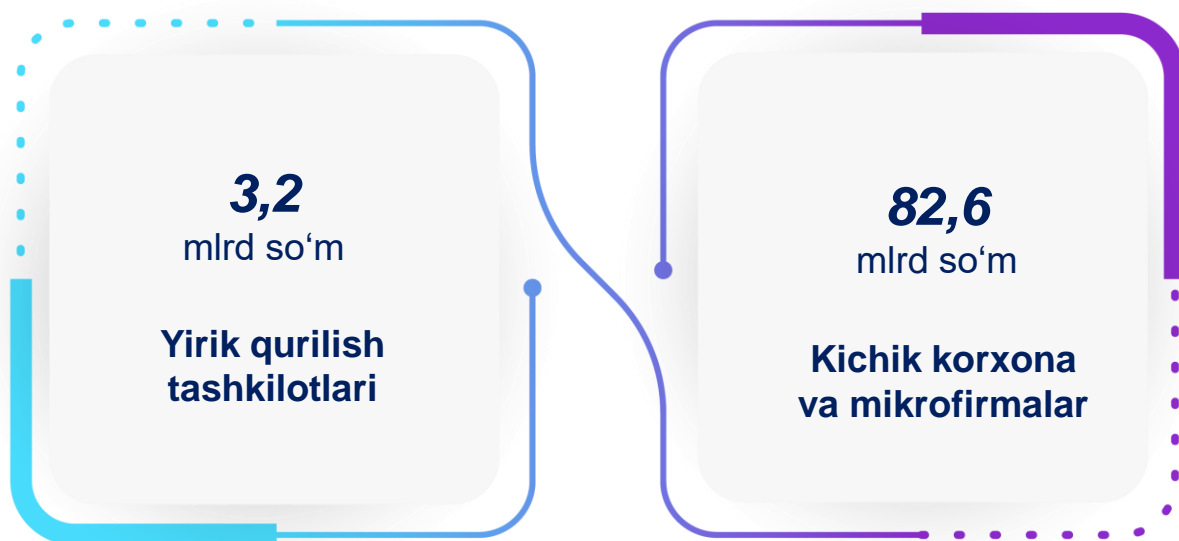 3,2
mlrd so‘m
Yirik qurilish
tashkilotlari
82,6
mlrd so‘m
Kichik korxona
va mikrofirmalar